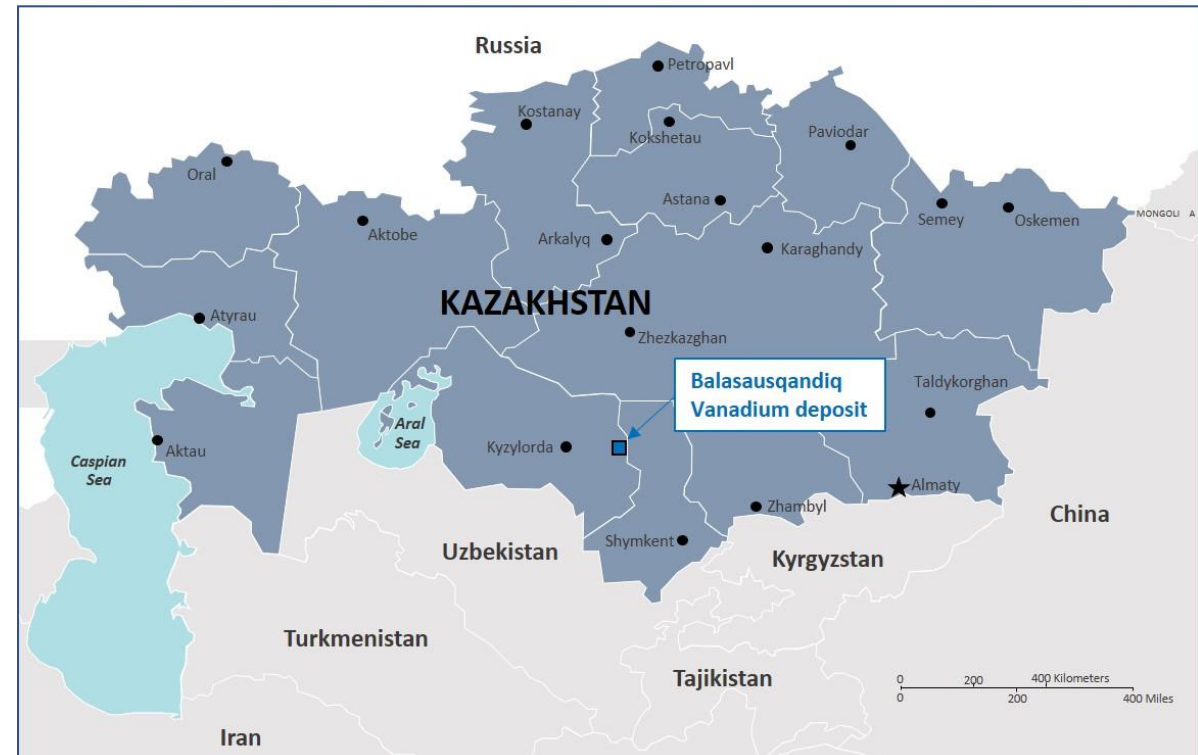 Russia
Petropavl
Kostanay
Kokshetau
Paviodar
Oral
Astana
Semey
Oskemen
MONGOLI A
Aktobe
Arkalyq
Karaghandy
KAZAKHSTAN
Atyrau
Zhezkazghan
Balasausqandiq
Vanadium deposit
Taldykorghan
Aral
Sea
Kyzylorda
Aktau
Caspian
Sea
Almaty
Zhambyl
China
Shymkent
Uzbekistan
Kyrgyzstan
Turkmenistan
Tajikistan
0 200 400 Kilometers
0 200 400 Miles
Iran